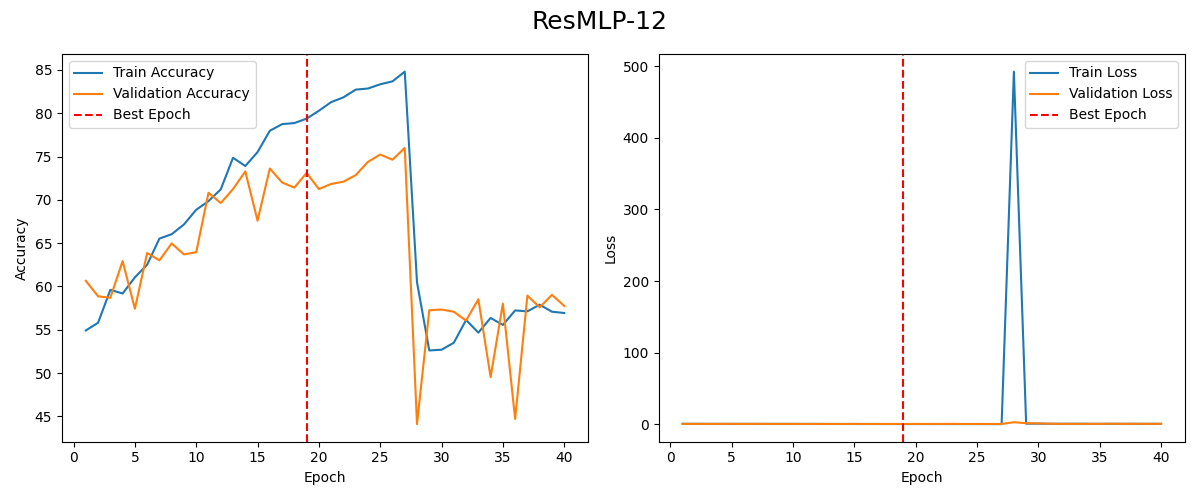 ResMLP-12
Train Accuracy
Validation Accuracy
Best Epoch
85
80
75
70
65
60
55
50
45
Accuracy
0 5 10 15 20 25 30 35 40
Epoch
Train Loss
Validation Loss
Best Epoch
500
400
300
200
100
0
Loss
0 5 10 15 20 25 30 35 40
Epoch